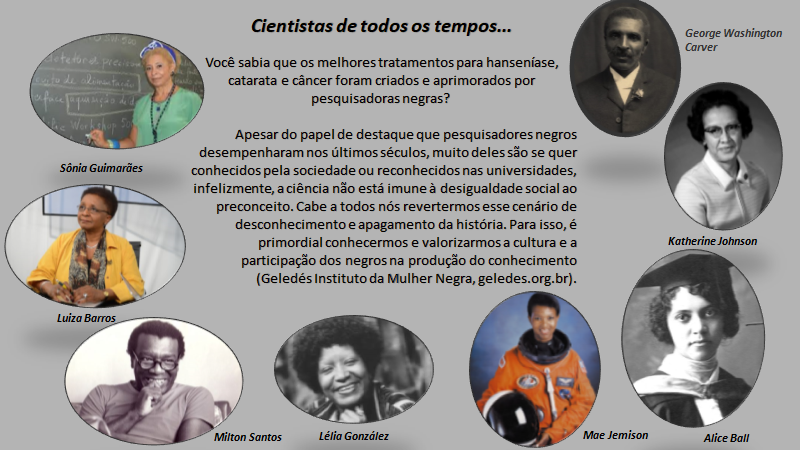 Cientistas de todos os tempos...
George Washington
Carver
Você sabia que os melhores tratamentos para hanseníase,
catarata e câncer foram criados e aprimorados por
pesquisadoras negras?
Apesar do papel de destaque que pesquisadores negros
desempenharam nos últimos séculos, muito deles são se quer
conhecidos pela sociedade ou reconhecidos nas universidades,
infelizmente, a ciência não está imune à desigualdade social ao
preconceito. Cabe a todos nós revertermos esse cenário de
desconhecimento e apagamento da história. Para isso, é
primordial conhecermos e valorizarmos a cultura e a
participação dos negros na produção do conhecimento
(Geledés Instituto da Mulher Negra, geledes.org.br).
Sônia Guimarães
Katherine Johnson
Luiza Barros
Milton Santos
Lélia González
Mae Jemison
Alice Ball